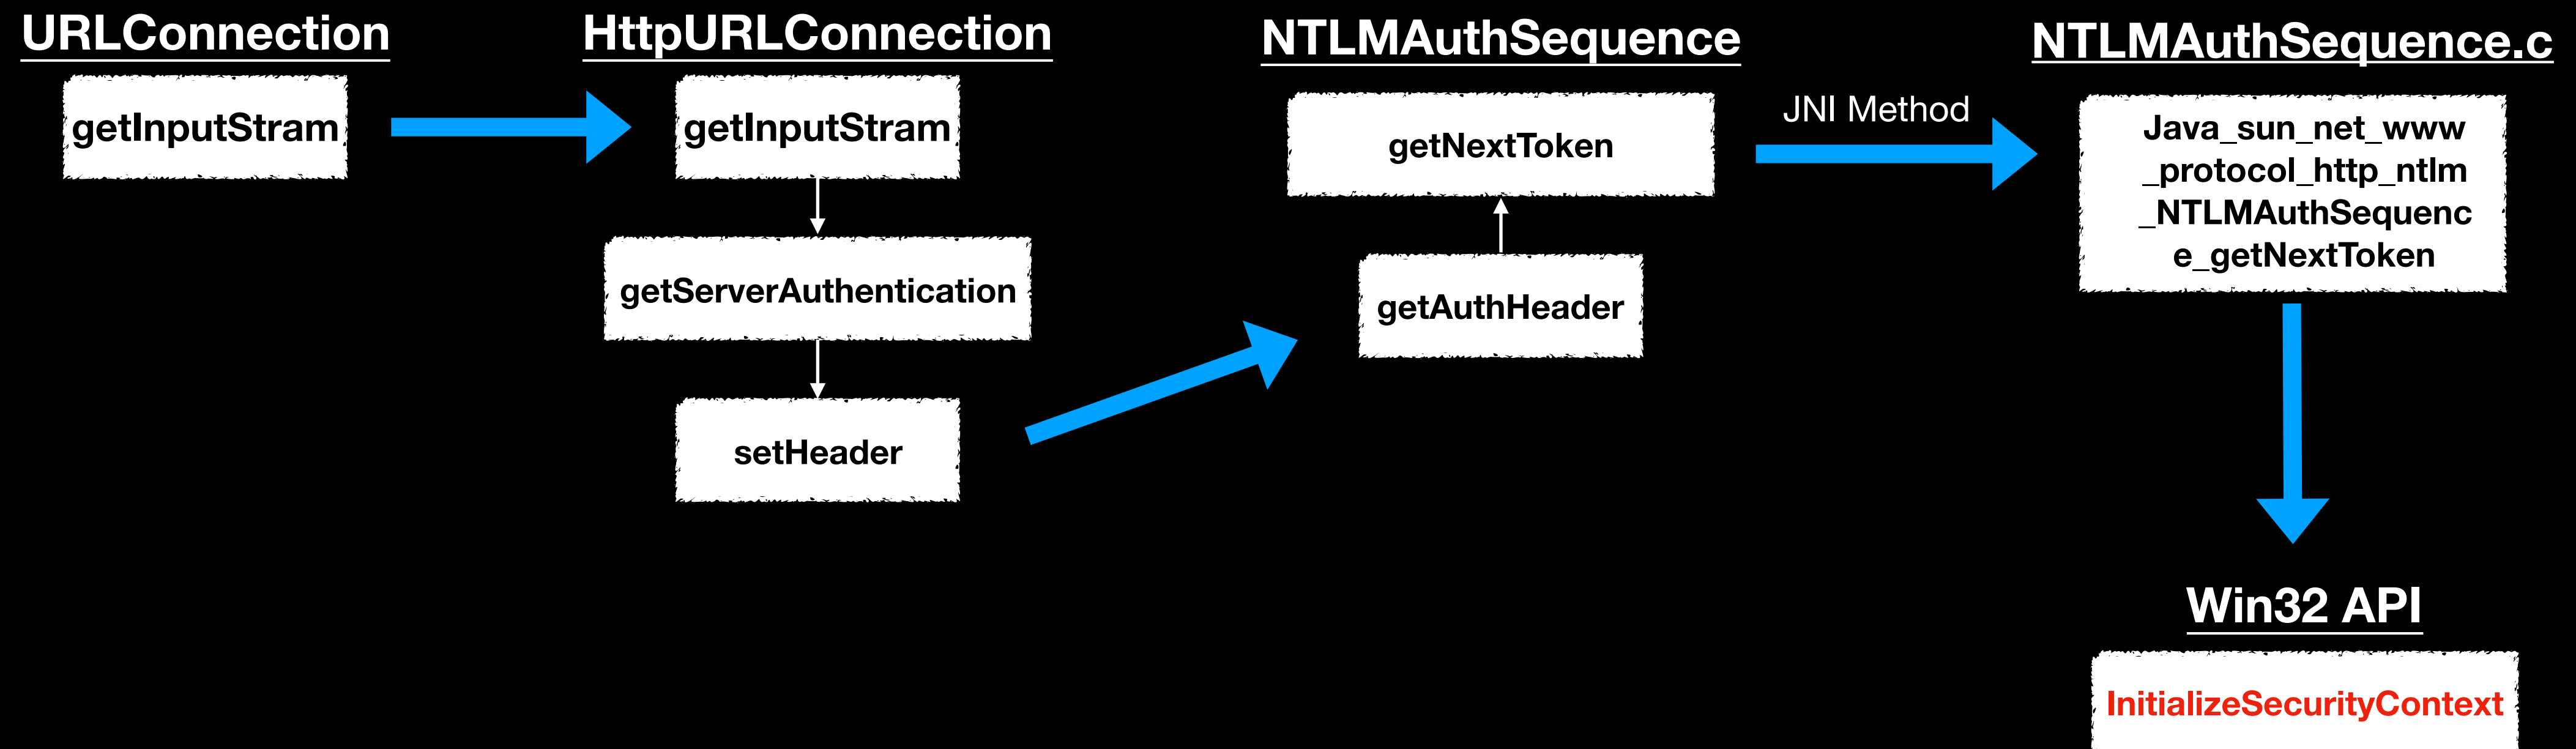 URLConnection
getInputStram
HttpURLConnection
getInputStram
getServerAuthentication
setHeader
NTLMAuthSequence
getNextToken
getAuthHeader
JNI Method
NTLMAuthSequence.c
Java_sun_net_www
_protocol_http_ntlm
_NTLMAuthSequenc
e_getNextToken
Win32 API
InitializeSecurityContext